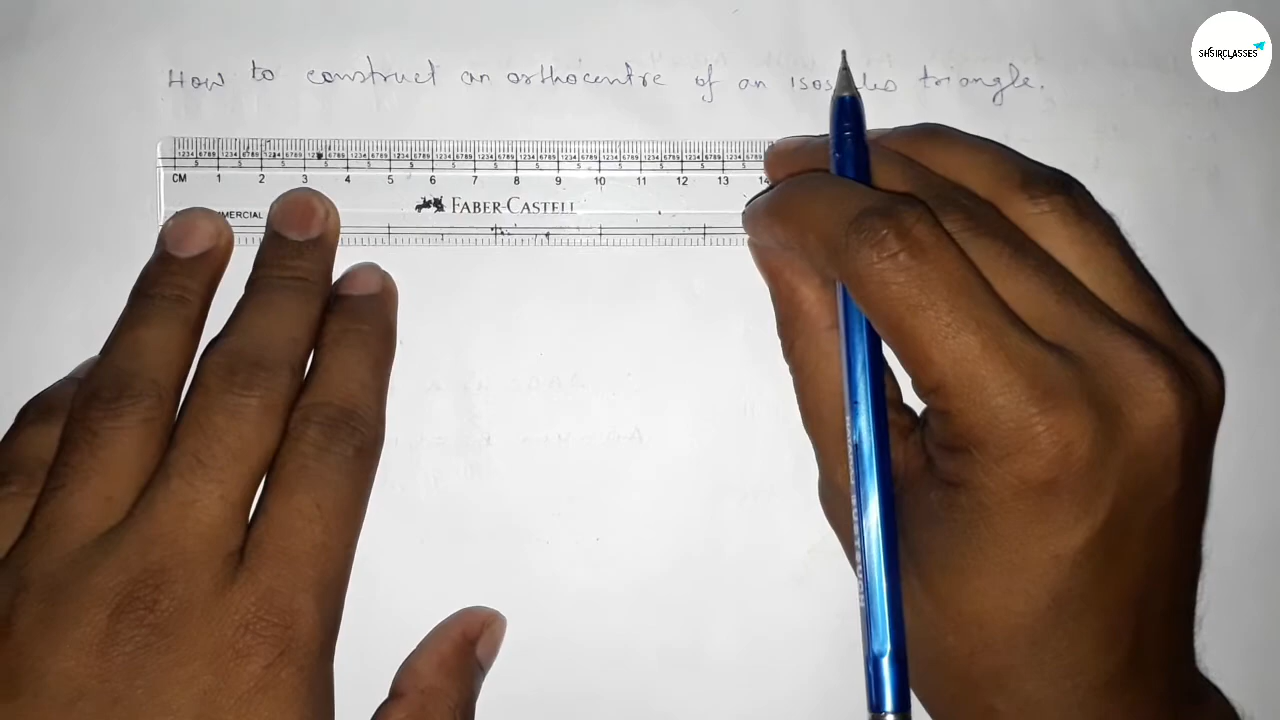 SHSIRCLASSES
How to construct an orthocentre of an triangle.
CM 1 2 3 4 5 6 7 8 9 10 11 12 13 14
FABER-CASTELL